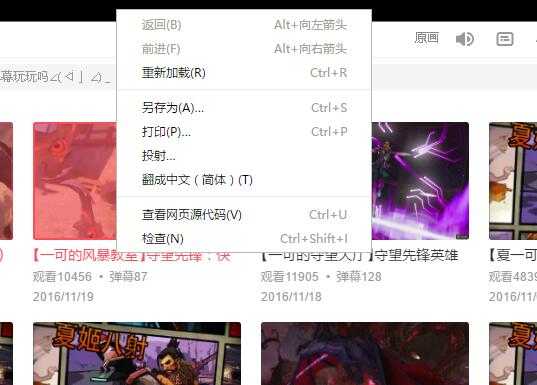 返回(B) Alt+向左箭头
前进(F) Alt+向右箭头
重新加载(R) Ctrl+R
另存为(A)... Ctrl+S
打印(P)... Ctrl+P
投射...
翻成中文（简体）(T)
查看网页源代码(V) Ctrl+U
检查(N) Ctrl+Shift+I
原画
幕玩玩吗
【一可的风暴教室】守望先锋：快
观看10456 • 弹幕87
2016/11/19
【一可的守望大厅】守望先锋英雄
观看11905 • 弹幕128
2016/11/18
【夏一可
观看4839
2016/11/
夏姬八射
夏